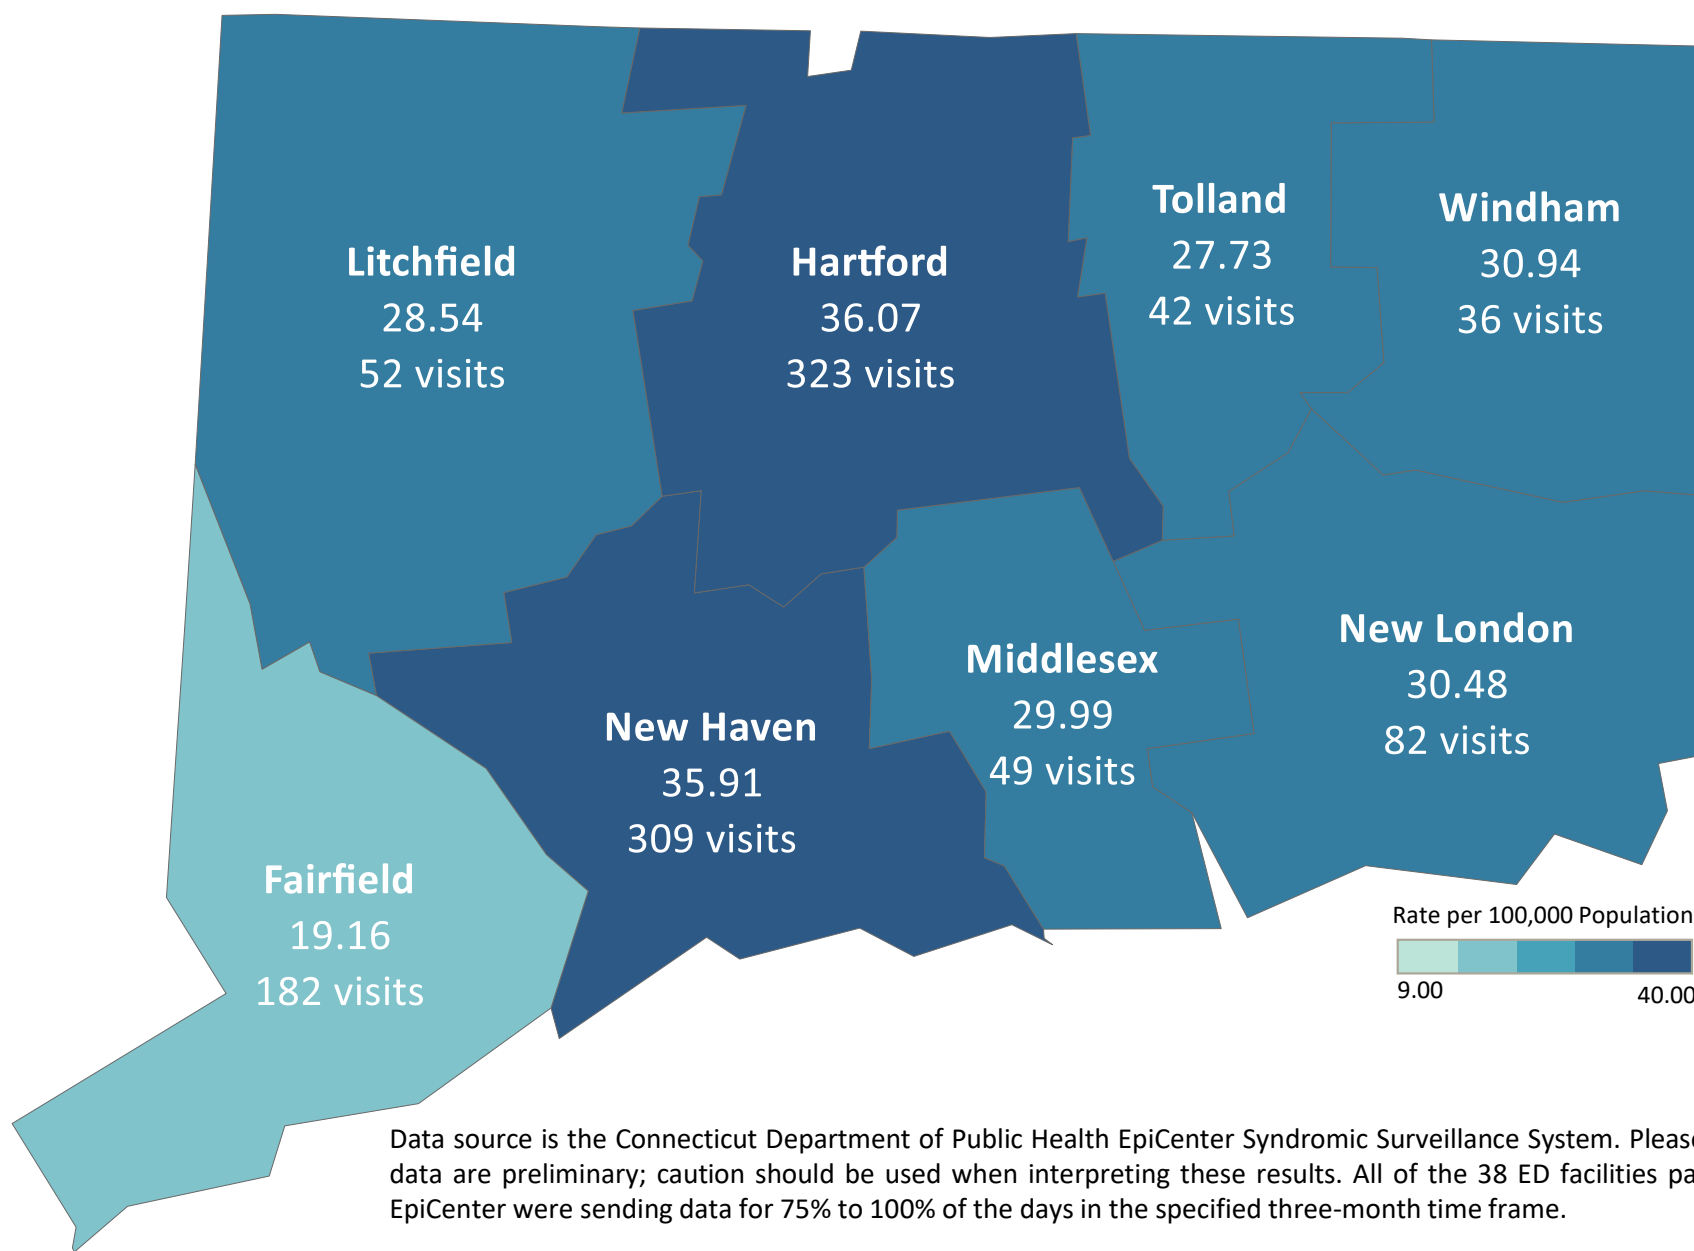 Litchfield
28.54
52 visits
Hartford
36.07
323 visits
Tolland
27.73
42 visits
Windham
30.94
36 visits
New Haven
35.91
309 visits
Middlesex
29.99
49 visits
New London
30.48
82 visits
Fairfield
19.16
182 visits
Rate per 100,000 Population
9.00
40.00
Data source is the Connecticut Department of Public Health EpiCenter Syndromic Surveillance System. Please
data are preliminary; caution should be used when interpreting these results. All of the 38 ED facilities pa
EpiCenter were sending data for 75% to 100% of the days in the specified three-month time frame.